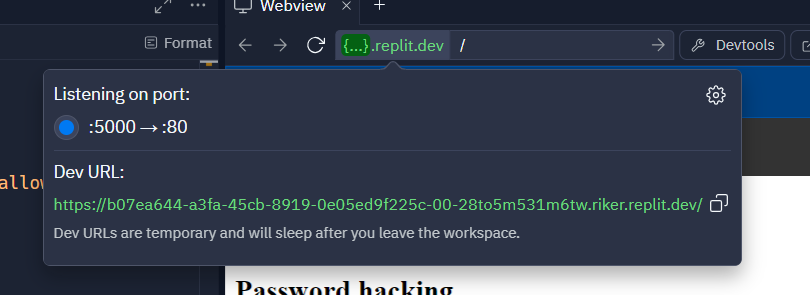 Webview
Format
{...}.replit.dev /
Devtools
Listening on port:
:5000 → :80
allow
Dev URL:
https://b07ea644-a3fa-45cb-8919-0e05ed9f225c-00-28to5m531m6tw.riker.replit.dev/
Dev URLs are temporary and will sleep after you leave the workspace.
Password hacking